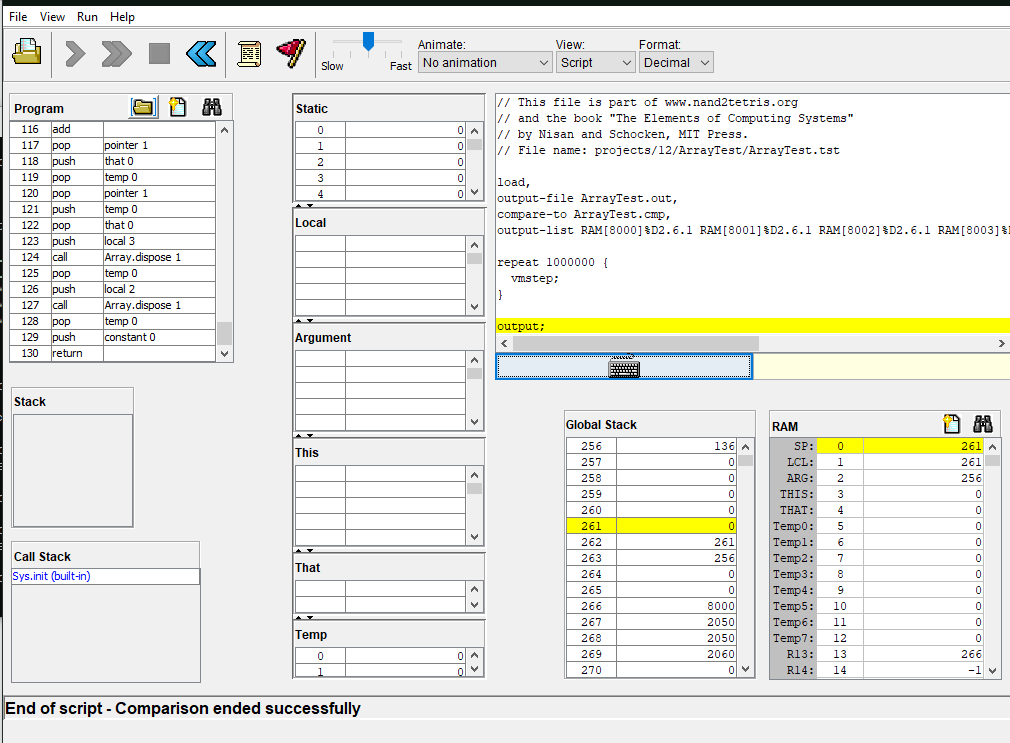 File View Run Help
Slow Fast
Animate:
No animation
View:
Script
Format:
Decimal
Program
116 add
117 pop pointer 1
118 push that 0
119 pop temp 0
120 pop pointer 1
121 push temp 0
122 pop that 0
123 push local 3
124 call Array.dispose 1
125 pop temp 0
126 push local 2
127 call Array.dispose 1
128 pop temp 0
129 push constant 0
130 return
Stack
Call Stack
Sys.init (built-in)
Static
0 0
1 0
2 0
3 0
4 0
Local
Argument
This
That
Temp
0 0
1 0
// This file is part of www.nand2tetris.org
// and the book "The Elements of Computing Systems"
// by Nisan and Schocken, MIT Press.
// File name: projects/12/ArrayTest/ArrayTest.tst
load,
output-file ArrayTest.out,
compare-to ArrayTest.cmp,
output-list RAM[8000]%D2.6.1 RAM[8001]%D2.6.1 RAM[8002]%D2.6.1 RAM[8003]%
repeat 1000000 {
vmstep;
}
output;
Global Stack
256 136
257 0
258 0
259 0
260 0
261 0
262 261
263 256
264 0
265 0
266 8000
267 2050
268 2050
269 2060
270 0
RAM
SP: 0 261
LCL: 1 261
ARG: 2 256
THIS: 3 0
THAT: 4 0
Temp0: 5 0
Temp1: 6 0
Temp2: 7 0
Temp3: 8 0
Temp4: 9 0
Temp5: 10 0
Temp6: 11 0
Temp7: 12 0
R13: 13 266
R14: 14 -1
End of script - Comparison ended successfully